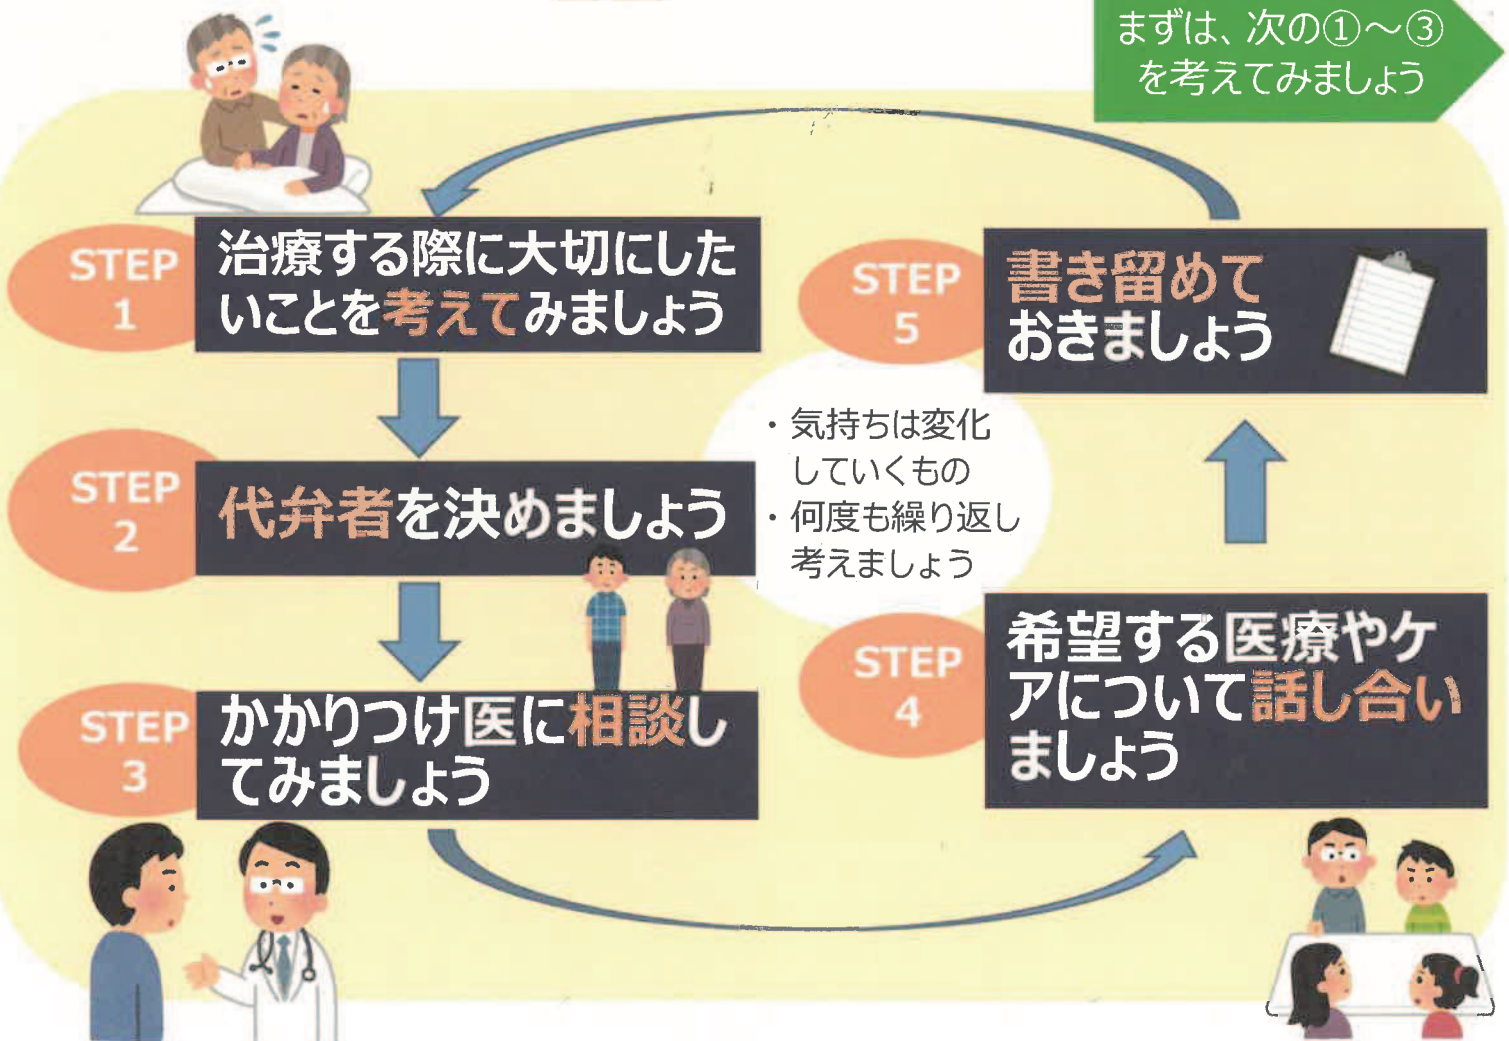 まずは、次の①～③
を考えてみましょう
STEP
1
治療する際に大切にした
いことを考えてみましょう
STEP
2
代弁者を決めましょう
STEP
3
かかりつけ医に相談し
てみましょう
STEP
4
希望する医療やケ
アについて話し合い
ましょう
STEP
5
書き留めて
おきましょう
・気持ちは変化
していくもの
・何度も繰り返し
考えましょう